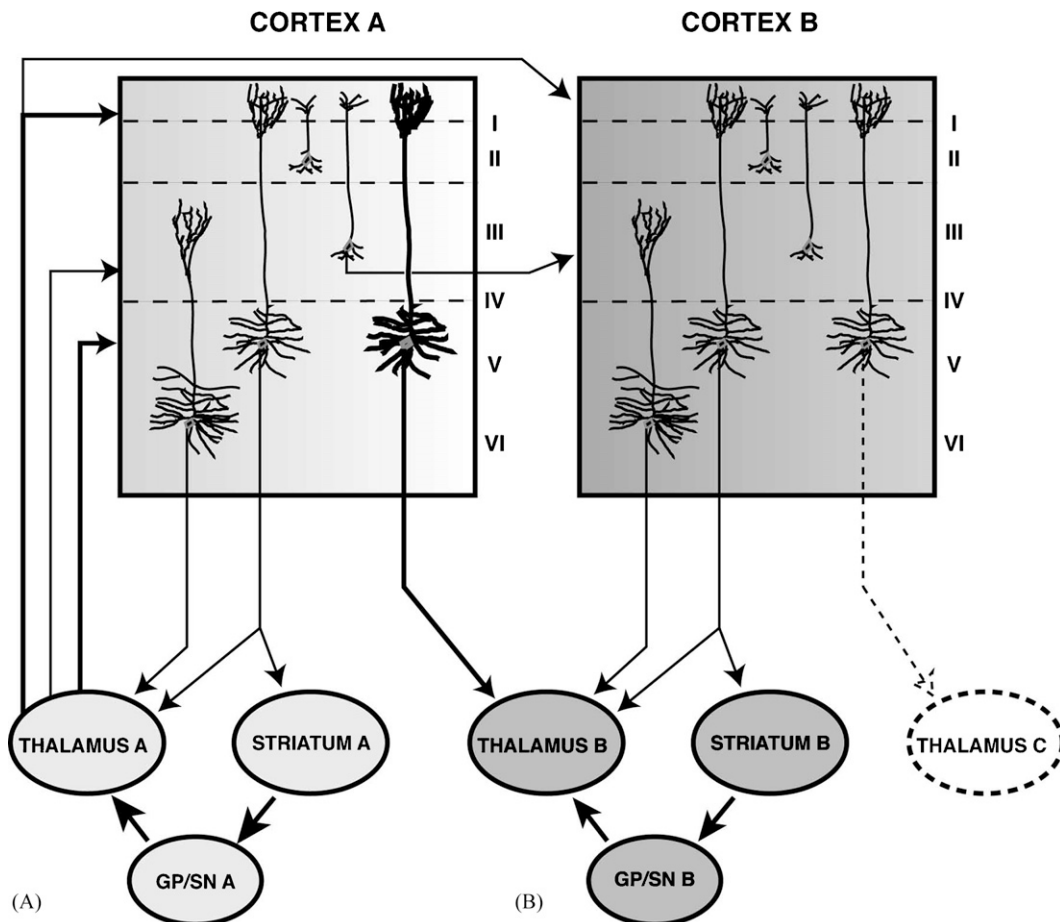 CORTEX A
CORTEX B
I
II
III
IV
V
VI
I
II
III
IV
V
VI
THALAMUS A
STRIATUM A
THALAMUS B
STRIATUM B
THALAMUS C
GP/SN A
GP/SN B
(A)
(B)